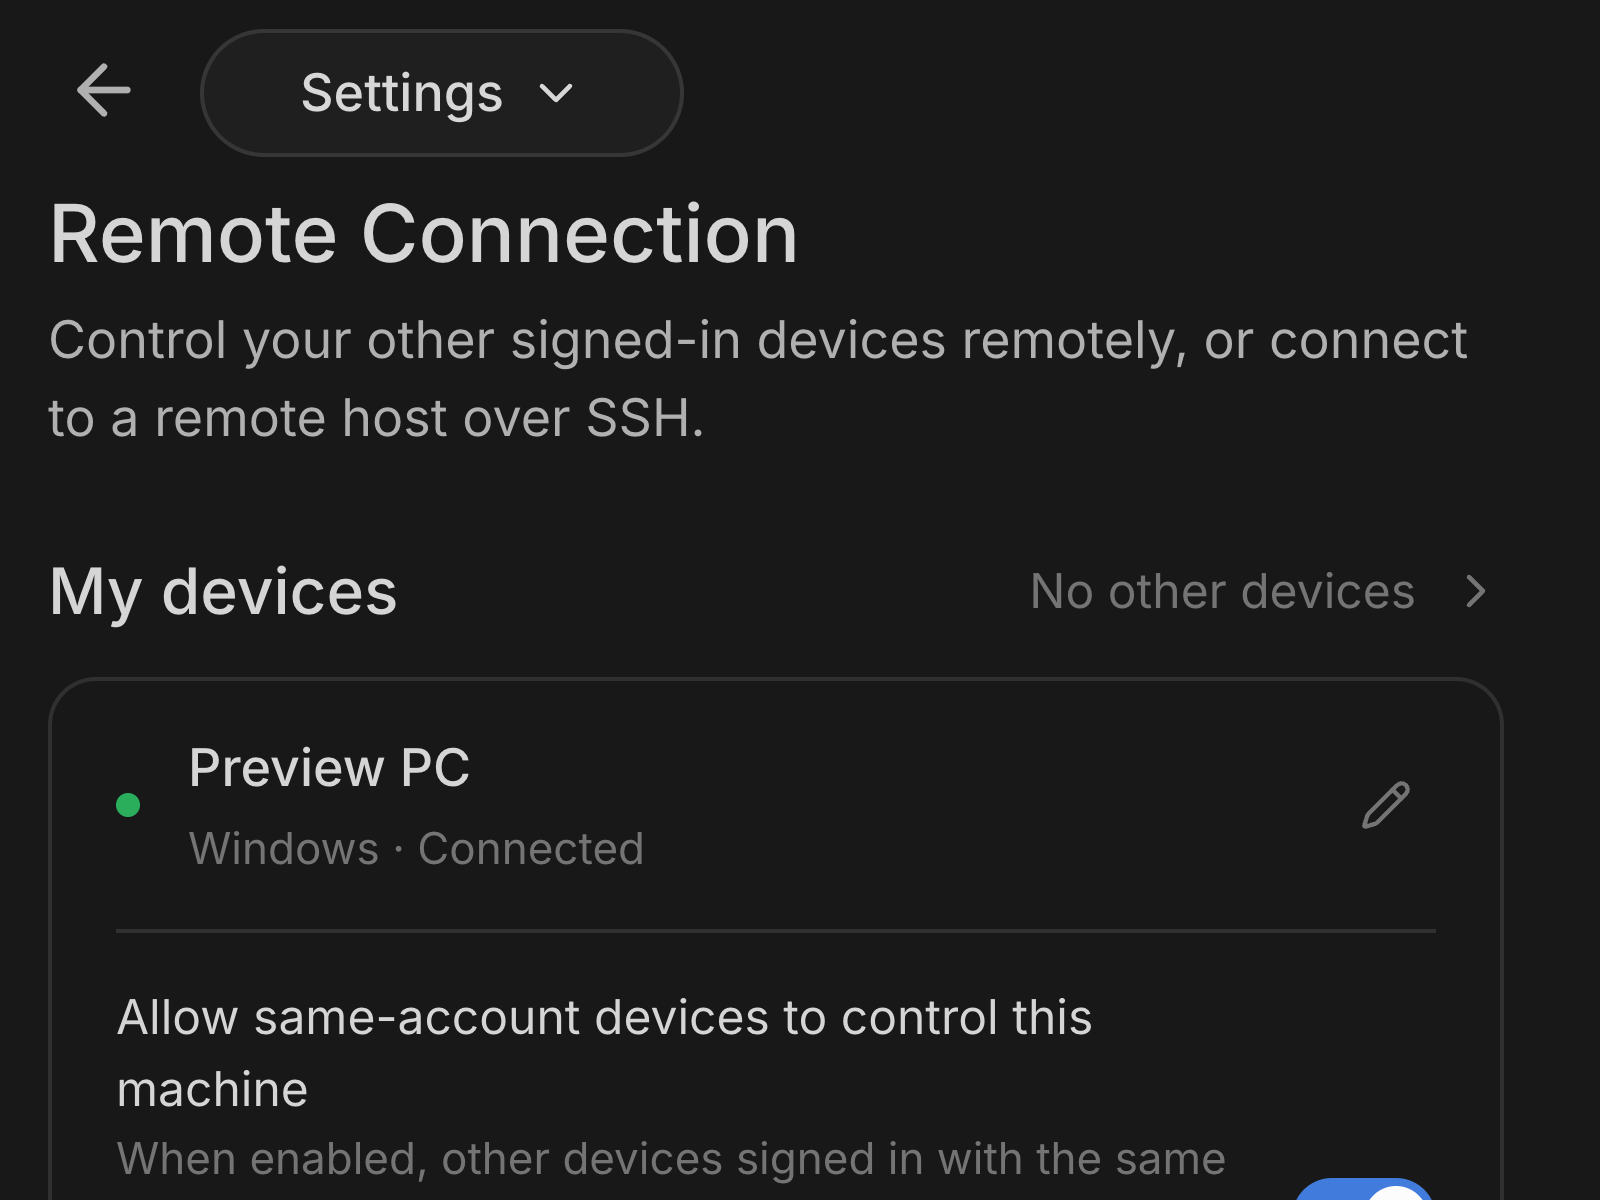 Settings
Remote Connection
Control your other signed-in devices remotely, or connect
to a remote host over SSH.
My devices
No other devices
Preview PC
Windows · Connected
Allow same-account devices to control this
machine
When enabled, other devices signed in with the same